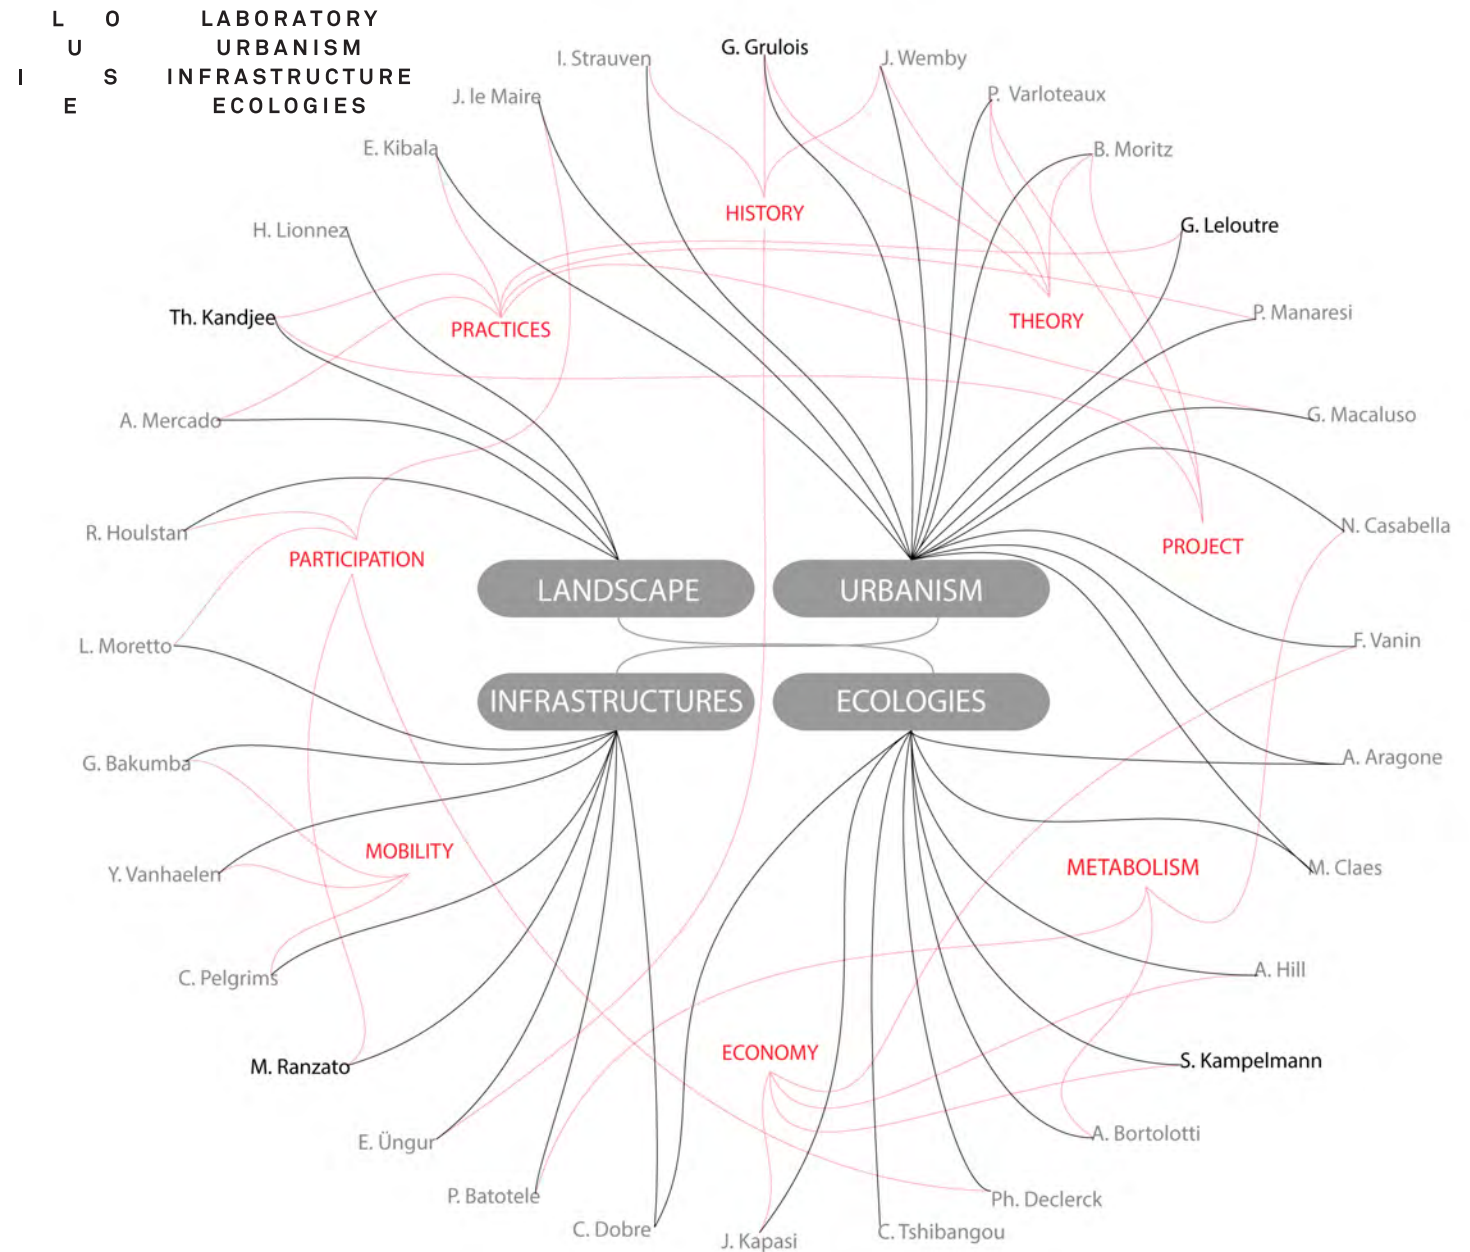 L O LABORATORY
U URBANISM
I S INFRASTRUCTURE
E ECOLOGIES
G. Grulois
I. Strauven
J. Wemby
J. le Maire
P. Varloteaux
E. Kibala
B. Moritz
HISTORY
H. Lionnez
G. Leloutre
Th. Kandjee
PRACTICES
THEORY
P. Manaresi
A. Mercado
G. Macaluso
R. Houlstan
N. Casabella
PARTICIPATION
PROJECT
LANDSCAPE
URBANISM
L. Moretto
F. Vanin
INFRASTRUCTURES
ECOLOGIES
G. Bakumba
A. Aragone
MOBILITY
METABOLISM
Y. Vanhaelen
M. Claes
C. Pelgrims
A. Hill
M. Ranzato
ECONOMY
S. Kampelmann
E. Üngur
A. Bortolotti
P. Batotele
Ph. Declerck
C. Dobre
J. Kapasi
C. Tshibangou